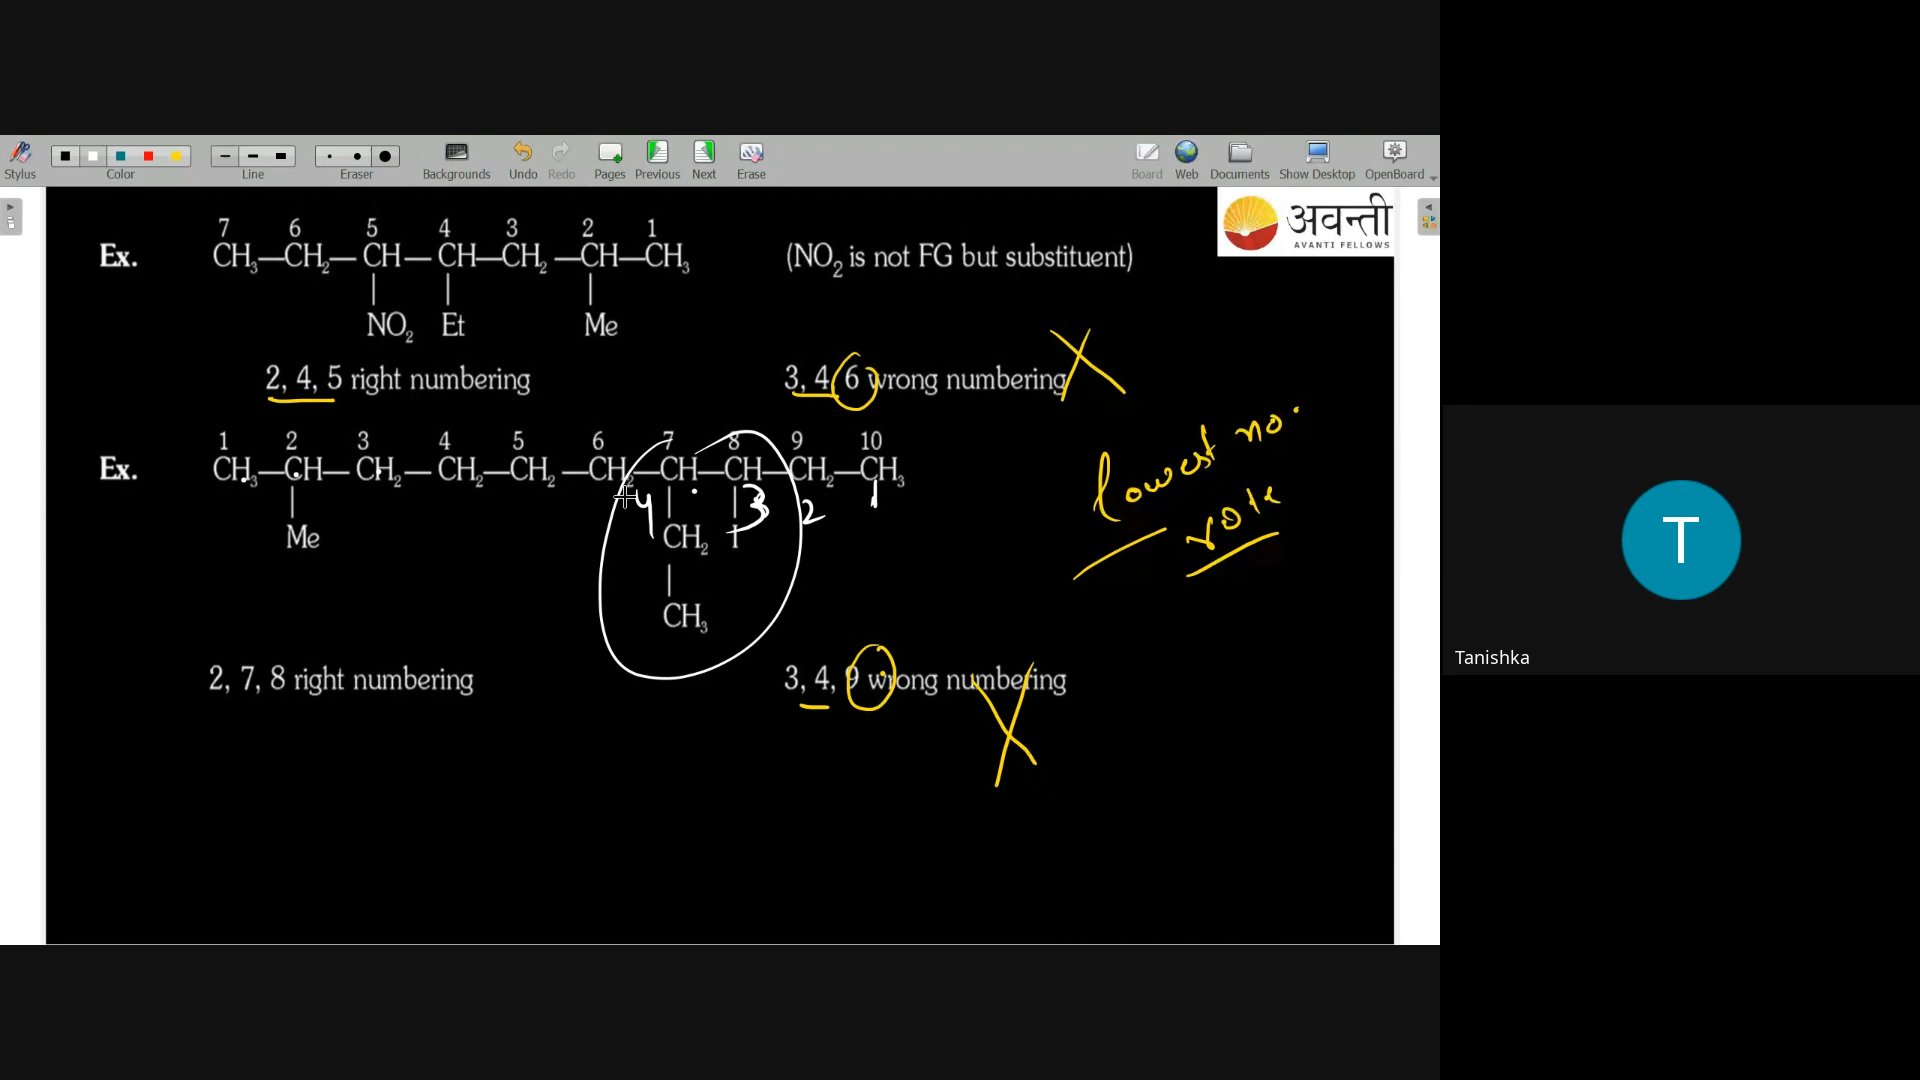 Stylus Color Line Eraser Backgrounds Undo Redo Pages Previous Next Erase Board Web Documents Show Desktop OpenBoard
अवन्ती
AVANTI FELLOWS
7 6 5 4 3 2 1
Ex. CH₃—CH₂—CH—CH—CH₂—CH—CH₃ (NO₂ is not FG but substituent)
NO₂ Et Me
2, 4, 5 right numbering 3, 4, 6 wrong numbering
lowest no.
rule
1 2 3 4 5 6 7 8 9 10
Ex. CH₃—CH—CH₂—CH₂—CH₂—CH₂—CH—CH—CH₂—CH₃
4 3 2 1
Me CH₂ I
CH₃
2, 7, 8 right numbering 3, 4, 9 wrong numbering
T
Tanishka